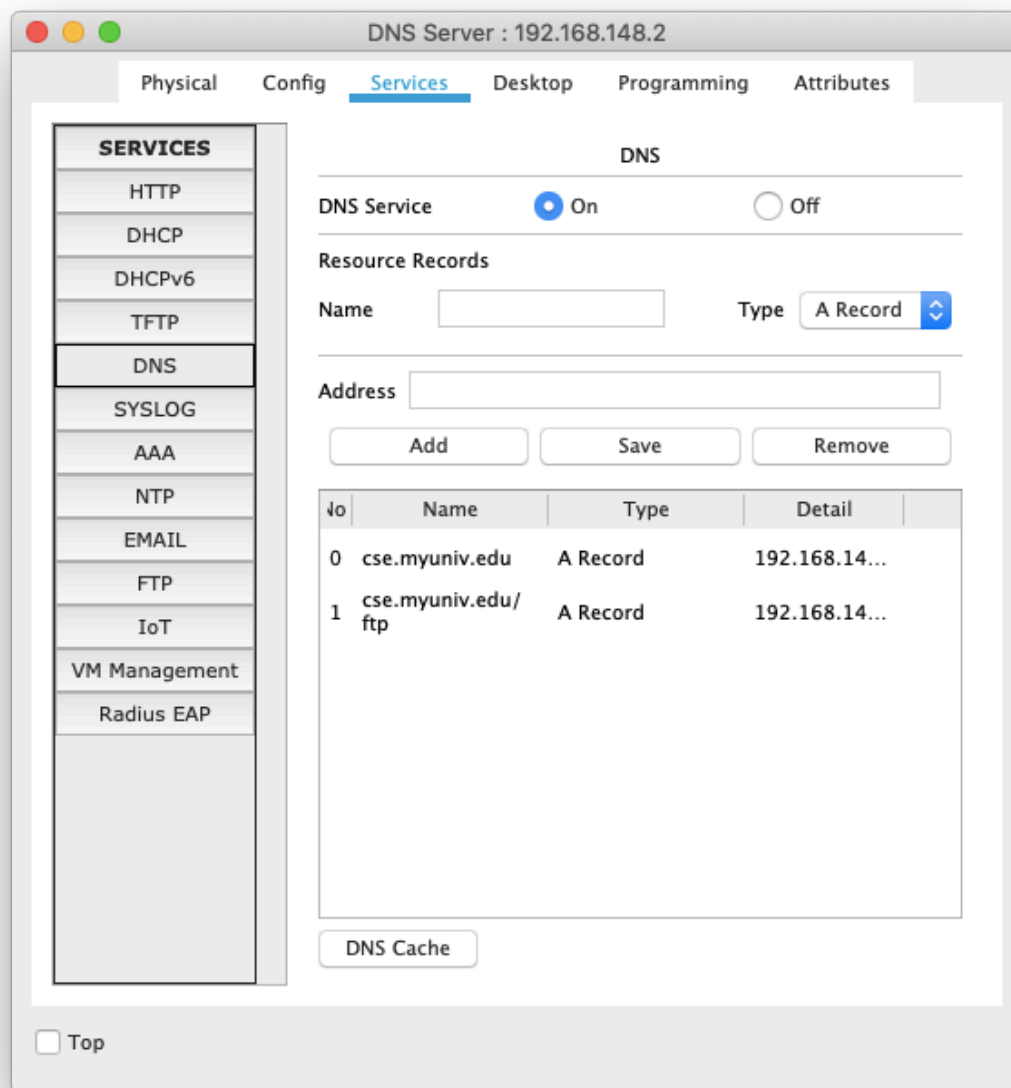 DNS Server : 192.168.148.2
Physical Config Services Desktop Programming Attributes
SERVICES
HTTP
DHCP
DHCPv6
TFTP
DNS
SYSLOG
AAA
NTP
EMAIL
FTP
IoT
VM Management
Radius EAP
DNS
DNS Service On Off
Resource Records
Name Type A Record
Address
Add Save Remove
No Name Type Detail
0 cse.myuniv.edu A Record 192.168.14...
1 cse.myuniv.edu/ A Record 192.168.14...
ftp
DNS Cache
Top